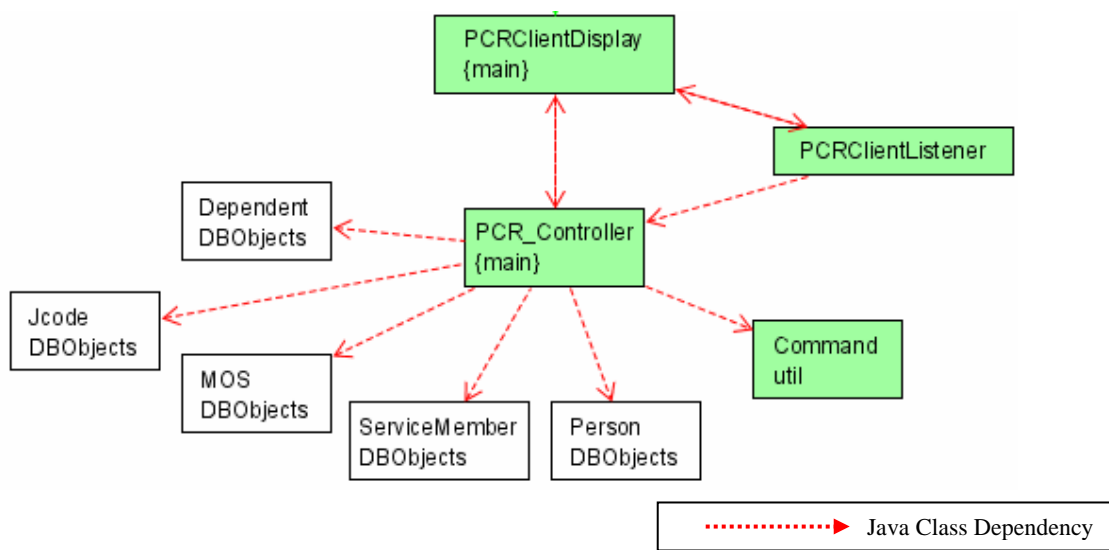 PCRClientDisplay
{main}
PCRClientListener
Dependent
DBObjects
PCR_Controller
{main}
Jcode
DBObjects
MOS
DBObjects
Command
util
ServiceMember
DBObjects
Person
DBObjects
Java Class Dependency